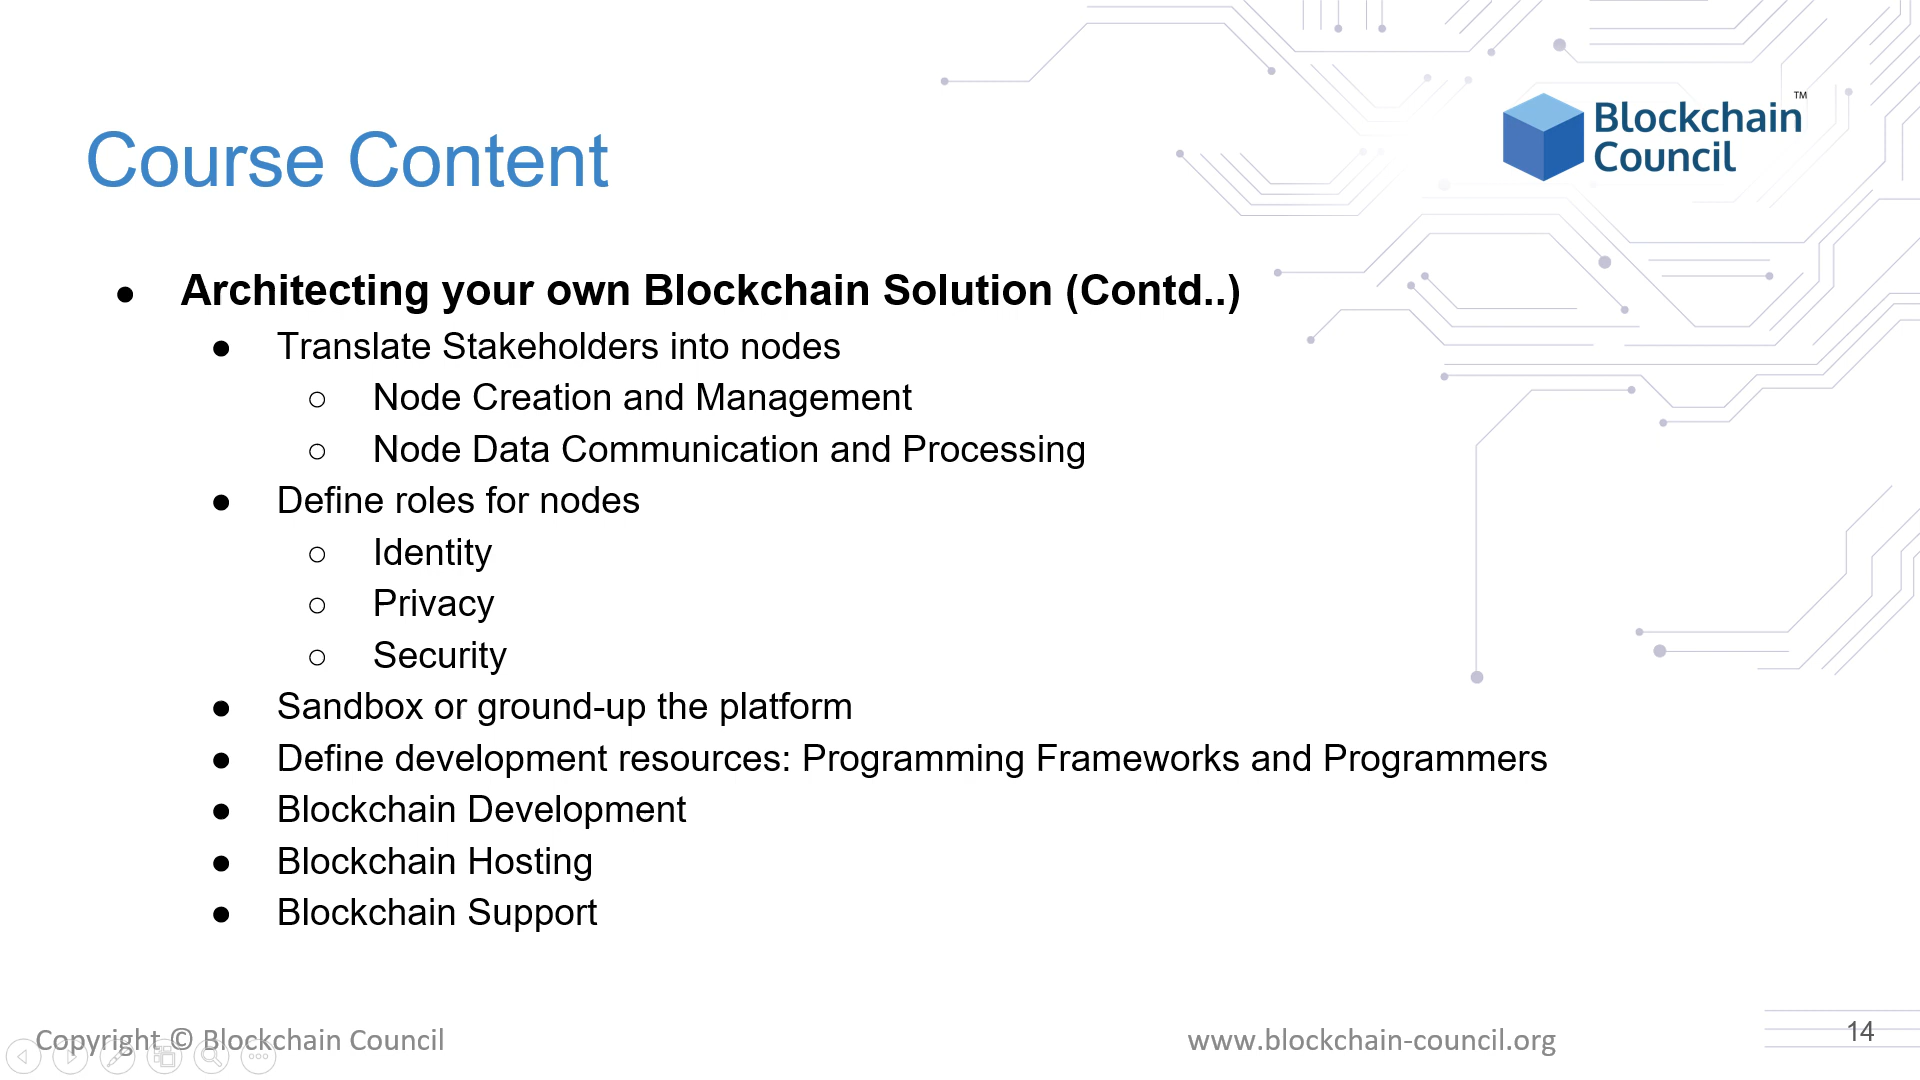 Blockchain™
Council
Course Content
● Architecting your own Blockchain Solution (Contd..)
● Translate Stakeholders into nodes
○ Node Creation and Management
○ Node Data Communication and Processing
● Define roles for nodes
○ Identity
○ Privacy
○ Security
● Sandbox or ground-up the platform
● Define development resources: Programming Frameworks and Programmers
● Blockchain Development
● Blockchain Hosting
● Blockchain Support
Copyright © Blockchain Council
www.blockchain-council.org
14